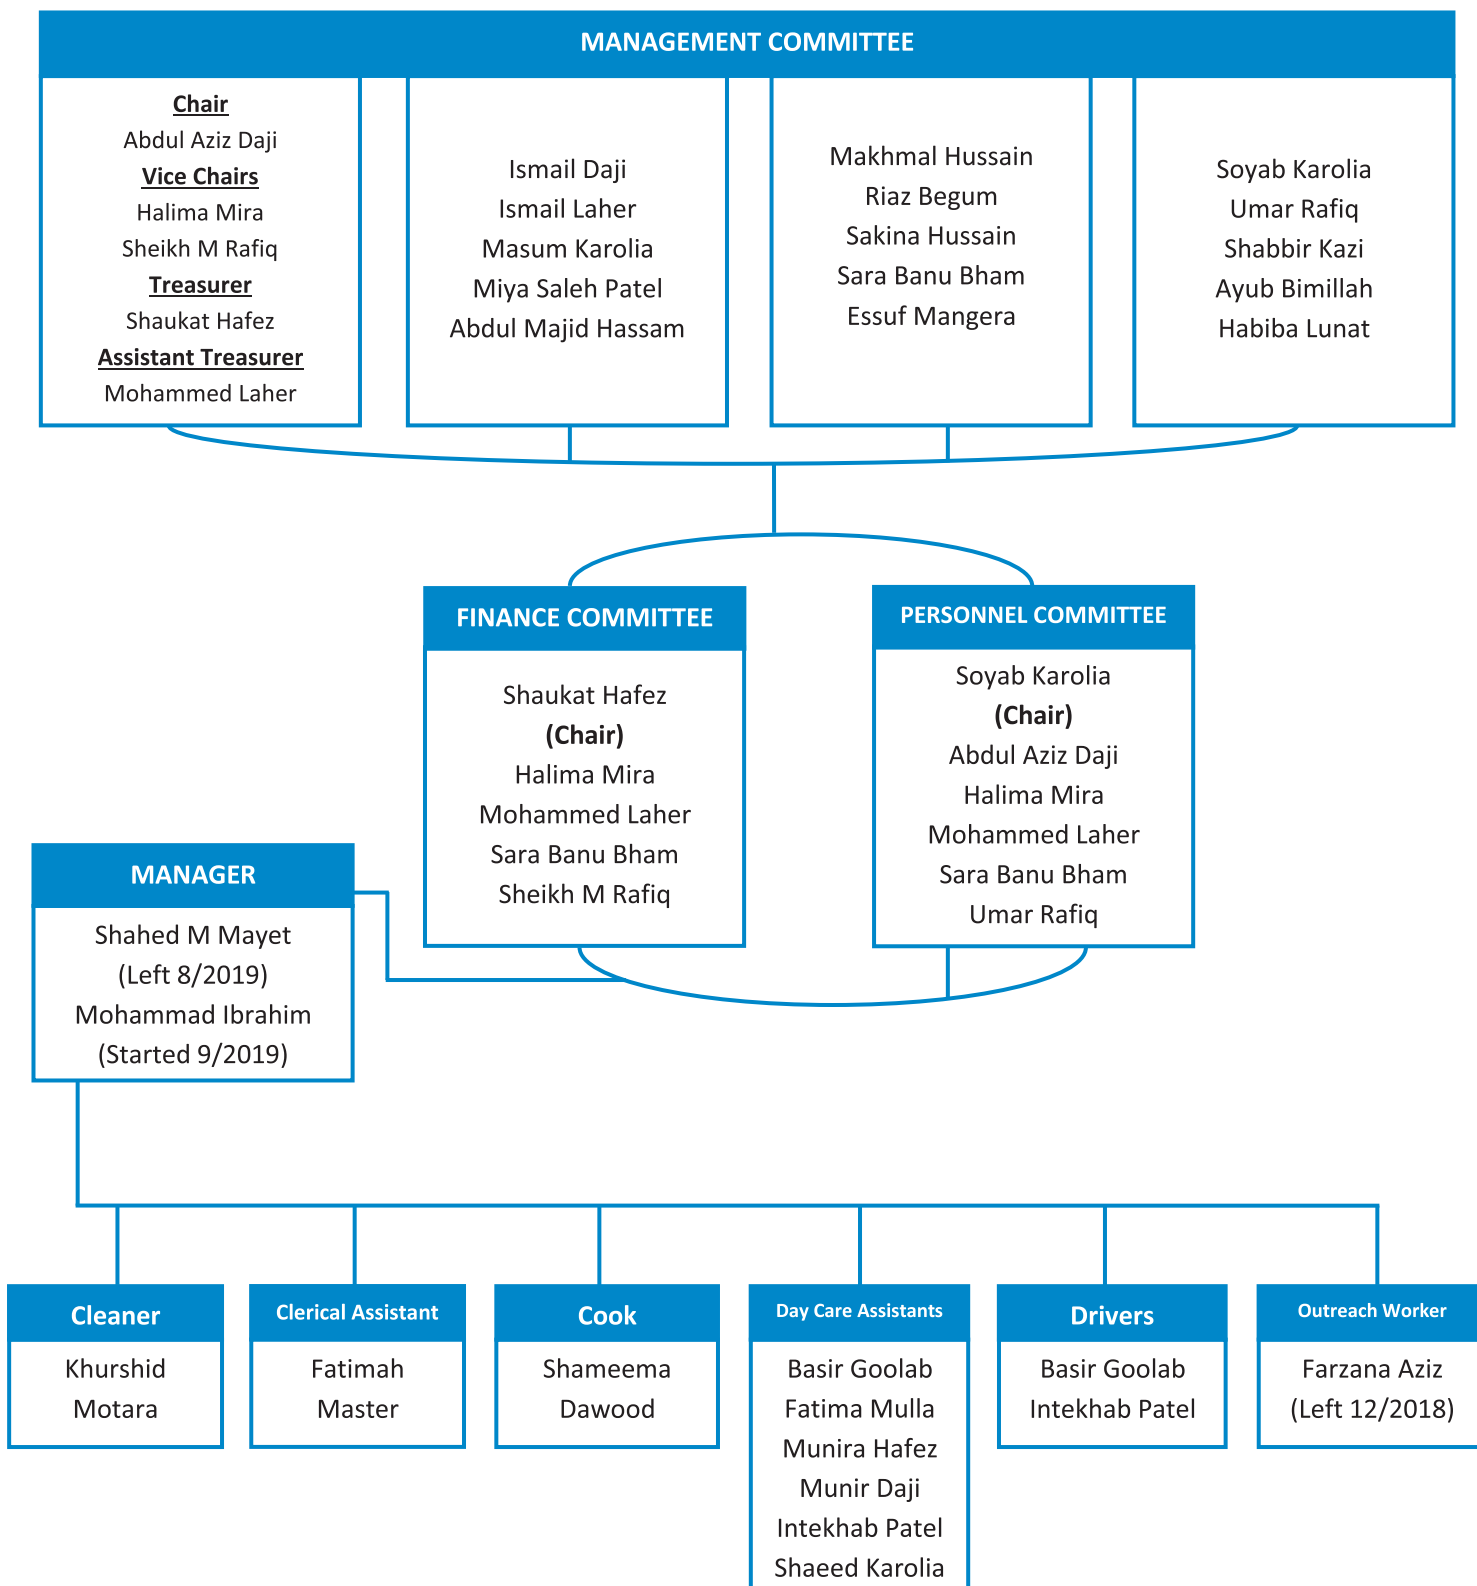 MANAGEMENT COMMITTEE
Chair
Abdul Aziz Daji
Vice Chairs
Halima Mira
Sheikh M Rafiq
Treasurer
Shaukat Hafez
Assistant Treasurer
Mohammed Laher
Ismail Daji
Ismail Laher
Masum Karolia
Miya Saleh Patel
Abdul Majid Hassam
Makhmal Hussain
Riaz Begum
Sakina Hussain
Sara Banu Bham
Essuf Mangera
Soyab Karolia
Umar Rafiq
Shabbir Kazi
Ayub Bimillah
Habiba Lunat
FINANCE COMMITTEE
Shaukat Hafez
(Chair)
Halima Mira
Mohammed Laher
Sara Banu Bham
Sheikh M Rafiq
PERSONNEL COMMITTEE
Soyab Karolia
(Chair)
Abdul Aziz Daji
Halima Mira
Mohammed Laher
Sara Banu Bham
Umar Rafiq
MANAGER
Shahed M Mayet
(Left 8/2019)
Mohammad Ibrahim
(Started 9/2019)
Cleaner
Khurshid
Motara
Clerical Assistant
Fatimah
Master
Cook
Shameema
Dawood
Day Care Assistants
Basir Goolab
Fatima Mulla
Munira Hafez
Munir Daji
Intekhab Patel
Shaeed Karolia
Drivers
Basir Goolab
Intekhab Patel
Outreach Worker
Farzana Aziz
(Left 12/2018)